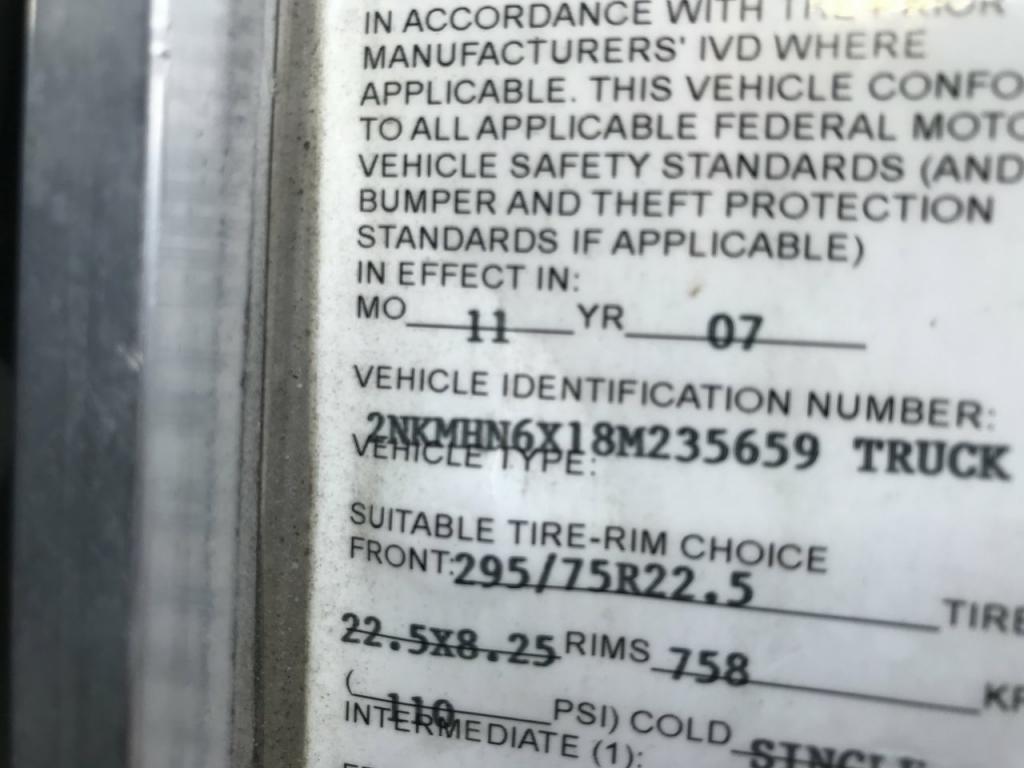 IN ACCORDANCE WITH THE PRIOR
MANUFACTURERS' IVD WHERE
APPLICABLE. THIS VEHICLE CONFO
TO ALL APPLICABLE FEDERAL MOTO
VEHICLE SAFETY STANDARDS (AND
BUMPER AND THEFT PROTECTION
STANDARDS IF APPLICABLE)
IN EFFECT IN:
MO 11 YR 07
VEHICLE IDENTIFICATION NUMBER:
2NKMHN6X18M235659 TRUCK
VEHICLE TYPE:
SUITABLE TIRE-RIM CHOICE
FRONT: 295/75R22.5 TIRE
22.5X8.25 RIMS 758 KP
( 110 PSI) COLD SINGLE
INTERMEDIATE (1):